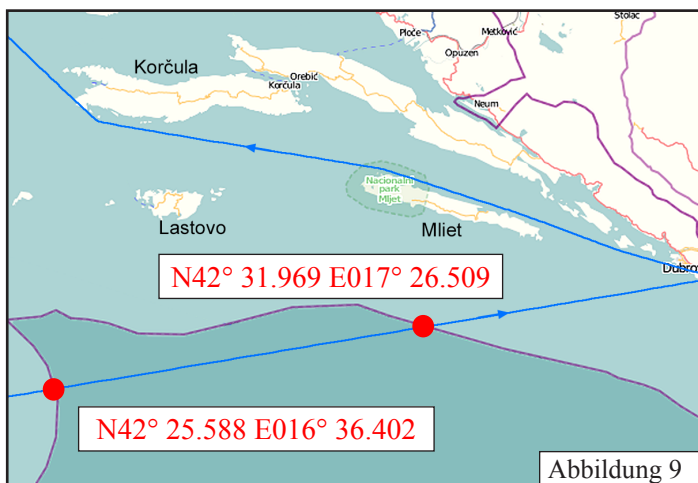 Stolac
Ploče
Metković
Opuzen
Korčula
Orebić
Korčula
Neum
Nacionalni
park
Mljet
Lastovo
Mliet
Dubro
N42° 31.969 E017° 26.509
N42° 25.588 E016° 36.402
Abbildung 9